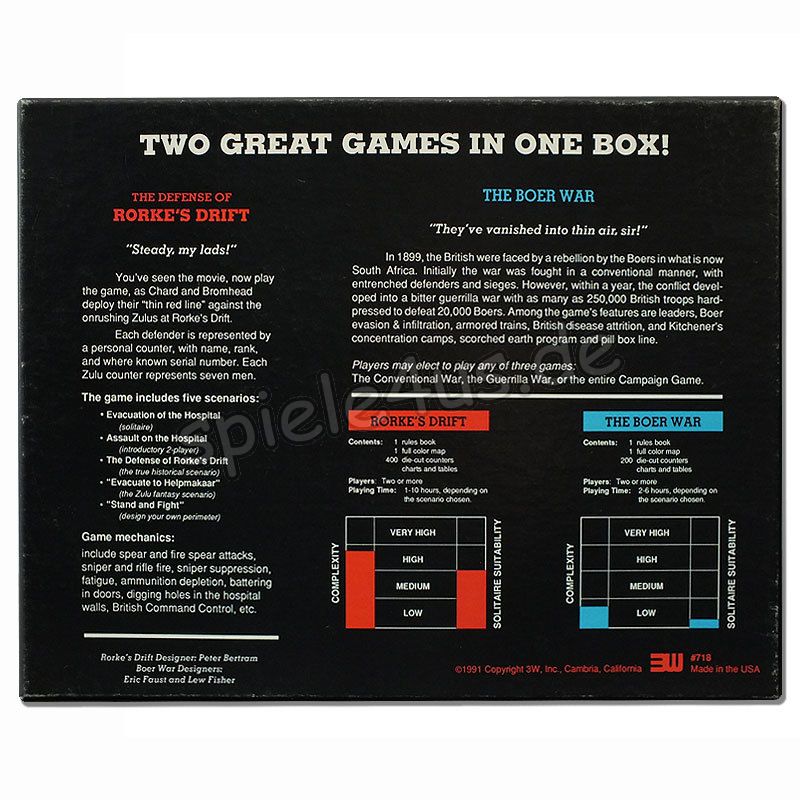 TWO GREAT GAMES IN ONE BOX!
THE DEFENSE OF
RORKE'S DRIFT
"Steady, my lads!"
You've seen the movie, now play
the game, as Chard and Bromhead
deploy their "thin red line" against the
onrushing Zulus at Rorke's Drift.
Each defender is represented by
a personal counter, with name, rank,
and where known serial number. Each
Zulu counter represents seven men.
The game includes five scenarios:
• Evacuation of the Hospital
(solitaire)
• Assault on the Hospital
(introductory 2-player)
• The Defense of Rorke's Drift
(the true historical scenario)
• "Evacuate to Helpmakaar"
(the Zulu fantasy scenario)
• "Stand and Fight"
(design your own perimeter)
Game mechanics:
include spear and fire spear attacks,
sniper and rifle fire, sniper suppression,
fatigue, ammunition depletion, battering
in doors, digging holes in the hospital
walls, British Command Control, etc.
Rorke's Drift Designer: Peter Bertram
Boer War Designers:
Eric Faust and Lew Fisher
THE BOER WAR
"They've vanished into thin air, sir!"
In 1899, the British were faced by a rebellion by the Boers in what is now
South Africa. Initially the war was fought in a conventional manner, with
entrenched defenders and sieges. However, within a year, the conflict devel-
oped into a bitter guerrilla war with as many as 250,000 British troops hard-
pressed to defeat 20,000 Boers. Among the game's features are leaders, Boer
evasion & infiltration, armored trains, British disease attrition, and Kitchener's
concentration camps, scorched earth program and pill box line.
Players may elect to play any of three games:
The Conventional War, the Guerrilla War, or the entire Campaign Game.
RORKE'S DRIFT
Contents: 1 rules book
1 full color map
400 die-cut counters
charts and tables
Players: Two or more
Playing Time: 1-10 hours, depending on
the scenario chosen.
COMPLEXITY
VERY HIGH
HIGH
MEDIUM
LOW
SOLITAIRE SUITABILITY
THE BOER WAR
Contents: 1 rules book
1 full color map
200 die-cut counters
charts and tables
Players: Two or more
Playing Time: 2-6 hours, depending on
the scenario chosen.
COMPLEXITY
VERY HIGH
HIGH
MEDIUM
LOW
SOLITAIRE SUITABILITY
©1991 Copyright 3W, Inc., Cambria, California
3W
#718
Made in the USA
spiele4us.de